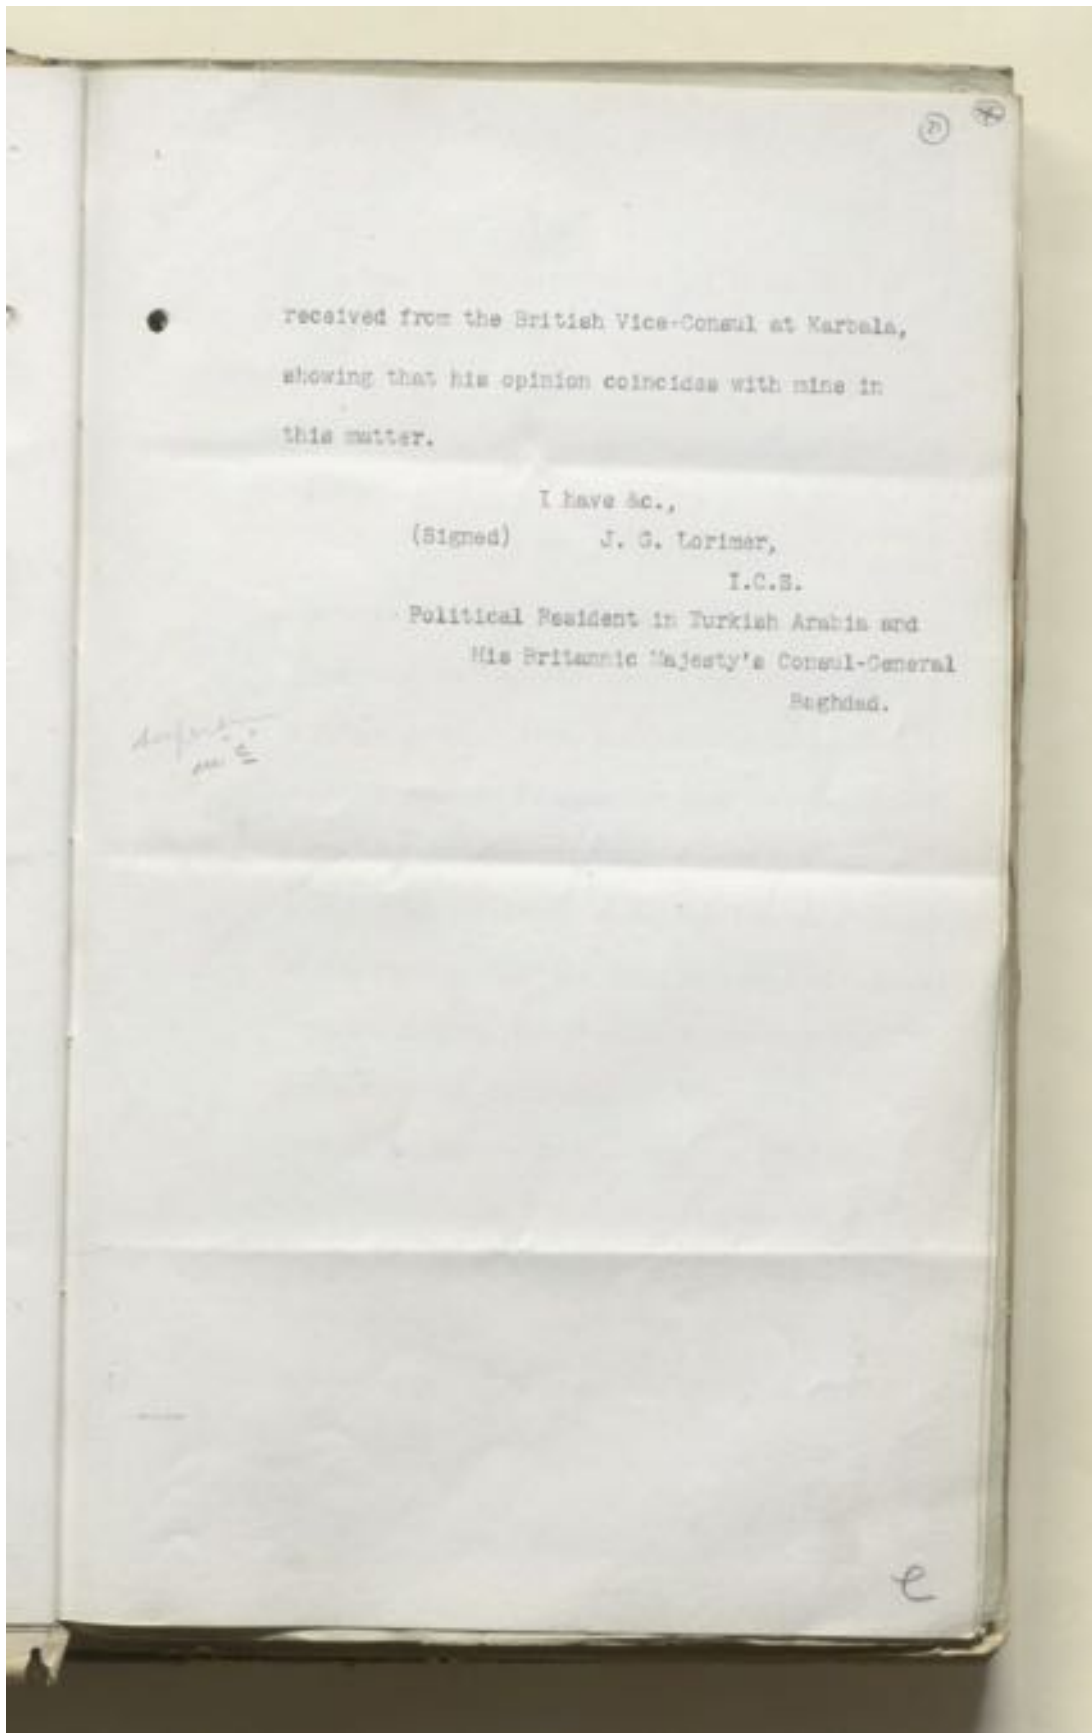 received from the British Vice-Consul at Karbala,
showing that his opinion coincides with mine in
this matter.
I have &c.,
(Signed) J. G. Lorimer,
I.C.S.
Political Resident in Turkish Arabia and
His Britannic Majesty's Consul-General
Baghdad.